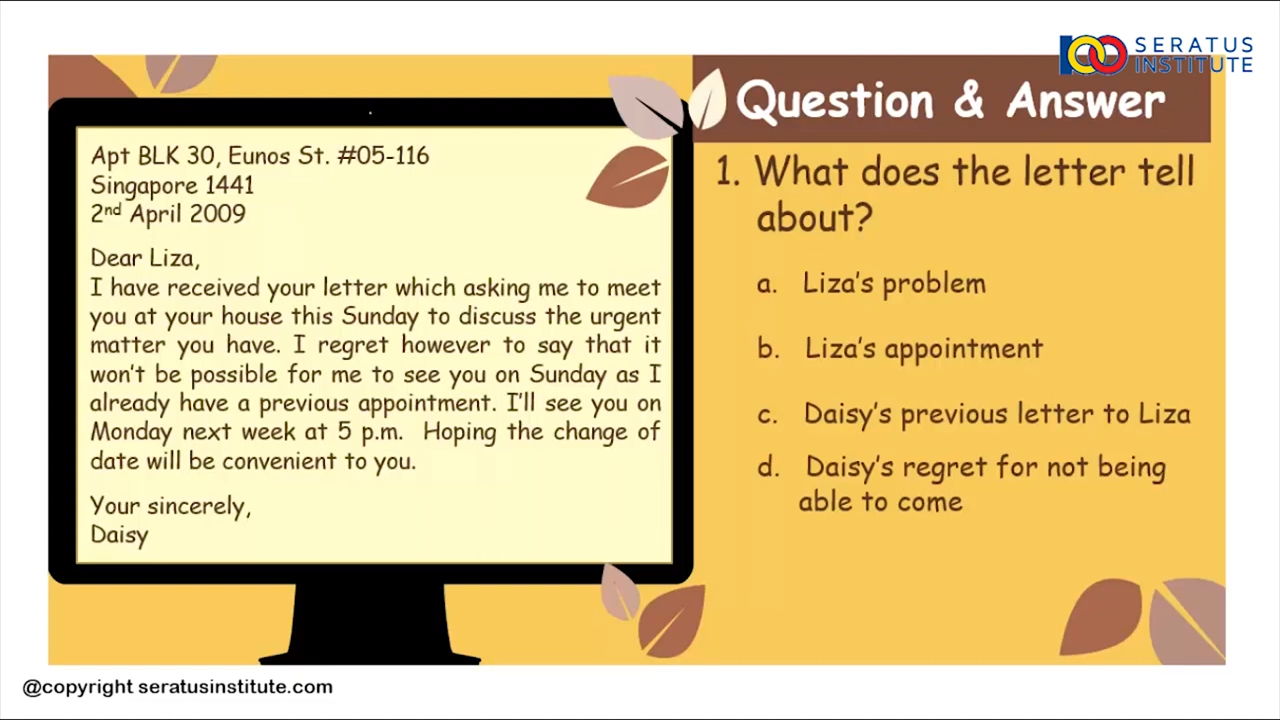 SERATUS
INSTITUTE
Question & Answer
Apt BLK 30, Eunos St. #05-116
Singapore 1441
2nd April 2009
Dear Liza,
I have received your letter which asking me to meet
you at your house this Sunday to discuss the urgent
matter you have. I regret however to say that it
won't be possible for me to see you on Sunday as I
already have a previous appointment. I'll see you on
Monday next week at 5 p.m. Hoping the change of
date will be convenient to you.
Your sincerely,
Daisy
1. What does the letter tell
about?
a. Liza's problem
b. Liza's appointment
c. Daisy's previous letter to Liza
d. Daisy's regret for not being
able to come
@copyright seratusinstitute.com